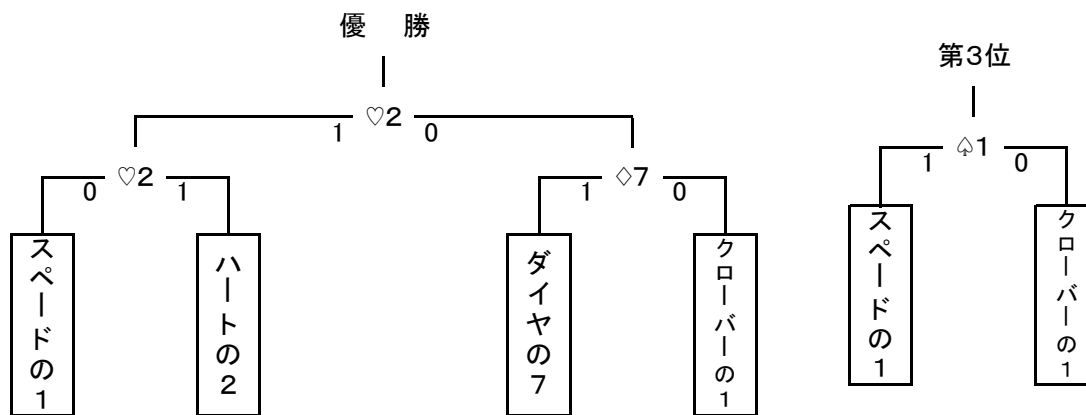 優　勝
第3位
1 ♡2 0
0 ♡2 1
1 ♢7 0
1 ♤1 0
スペードの1
ハートの2
ダイヤの7
クローバーの1
スペードの1
クローバーの1